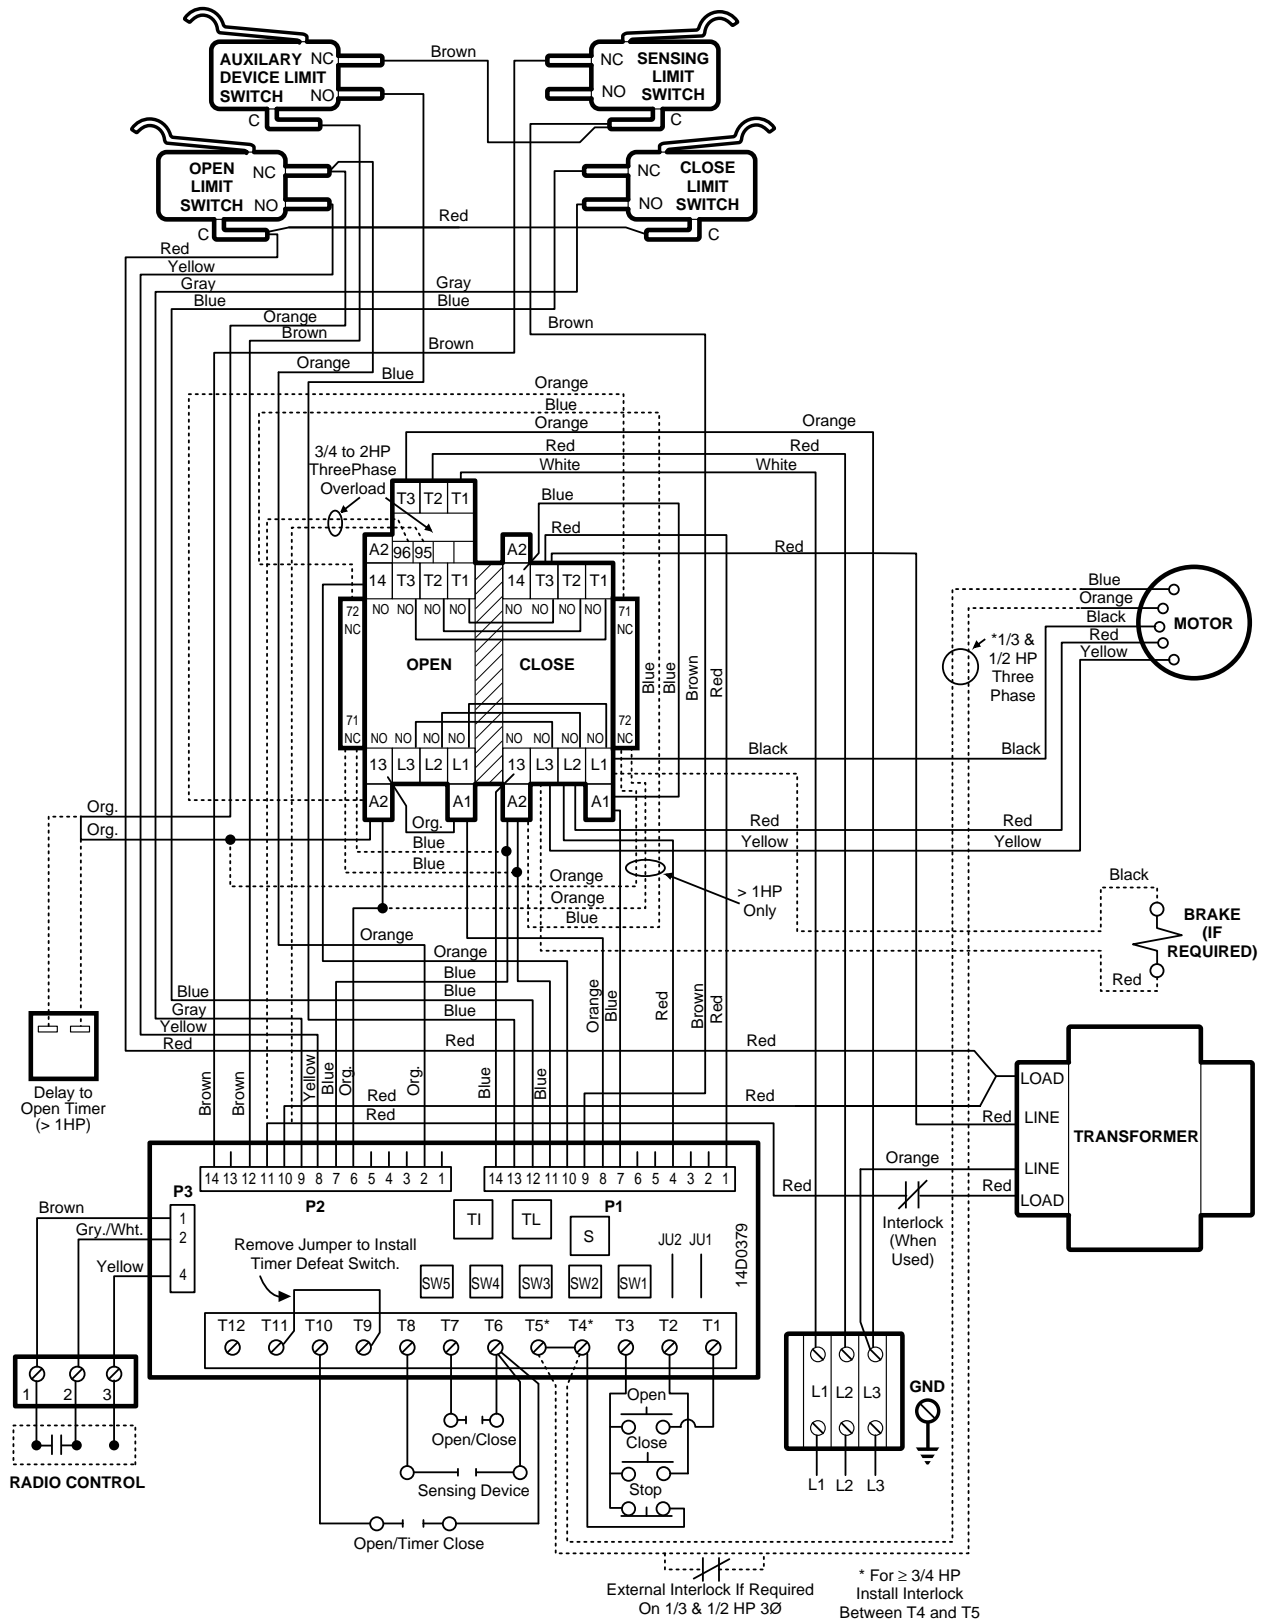 AUXILARY NC
DEVICE LIMIT
SWITCH NO
C
Brown
NC SENSING
LIMIT
NO SWITCH
C
OPEN NC
LIMIT
SWITCH NO
C
NC CLOSE
LIMIT
NO SWITCH
C
Red
Red
Yellow
Gray Gray
Blue Blue
Orange
Brown
Brown
Brown
Orange
Blue
Orange
Blue
Orange Orange
3/4 to 2HP
ThreePhase
Overload
Red Red
White White
T3 T2 T1
Blue
Red
Red
A2 96 95 A2
14 T3 T2 T1 14 T3 T2 T1
NO NO NO NO NO NO NO NO
72
NC
71
NC
OPEN CLOSE
71
NC
72
NC
NO NO NO NO NO NO NO NO
13 L3 L2 L1 13 L3 L2 L1
A2 A1 A2 A1
Blue
Blue
Brown
Red
Blue
Orange
Black
Red
Yellow
MOTOR
*1/3 &
1/2 HP
Three
Phase
Black Black
Red Red
Yellow Yellow
Org.
Org.
Org.
Blue
Blue
Orange
Orange
Blue
> 1HP
Only
Black
BRAKE
(IF
REQUIRED)
Red
Orange
Orange
Blue
Blue Blue
Gray Blue
Yellow
Red Red Red
Orange
Blue
Red
Brown
Red
Delay to
Open Timer
(> 1HP)
Brown
Brown
Yellow
Blue
Org.
Org.
Blue
Blue
Red
Red
LOAD
Red LINE
TRANSFORMER
Orange LINE
Red Red LOAD
Interlock
(When
Used)
14 13 12 11 10 9 8 7 6 5 4 3 2 1
14 13 12 11 10 9 8 7 6 5 4 3 2 1
P3 P2 P1
Brown 1
Gry./Wht. 2
Yellow 4
TI TL S
JU2 JU1
14D0379
Remove Jumper to Install
Timer Defeat Switch.
SW5 SW4 SW3 SW2 SW1
T12 T11 T10 T9 T8 T7 T6 T5* T4* T3 T2 T1
1 2 3
RADIO CONTROL
Open/Close
Sensing Device
Open/Timer Close
Open
Close
Stop
L1 L2 L3
GND
L1 L2 L3
External Interlock If Required
On 1/3 & 1/2 HP 3Ø
* For ≥ 3/4 HP
Install Interlock
Between T4 and T5